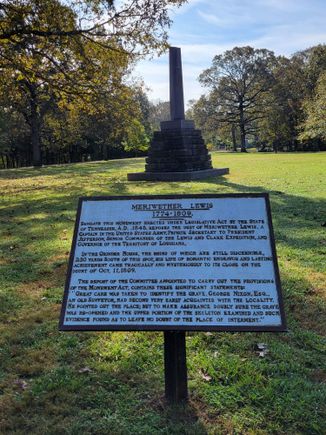 MERIWETHER LEWIS
1774-1809.
BENEATH THIS MONUMENT ERECTED UNDER LEGISLATIVE ACT BY THE STATE
OF TENNESSEE, A.D., 1848, REPOSES THE DUST OF MERIWETHER LEWIS, A
CAPTAIN IN THE UNITED STATES ARMY, PRIVATE SECRETARY TO PRESIDENT
JEFFERSON, SENIOR COMMANDER OF THE LEWIS AND CLARK EXPEDITION, AND
GOVERNOR OF THE TERRITORY OF LOUISIANA.
IN THE GRINDER HOUSE, THE RUINS OF WHICH ARE STILL DISCERNIBLE,
230 YARDS SOUTH OF THIS SPOT, HIS LIFE OF ROMANTIC ENDEAVOR AND LASTING
ACHIEVEMENT CAME TRAGICALLY AND MYSTERIOUSLY TO ITS CLOSE ON THE
NIGHT OF OCT. 11, 1809.
THE REPORT OF THE COMMITTEE APPOINTED TO CARRY OUT THE PROVISIONS
OF THE MONUMENT ACT, CONTAINS THESE SIGNIFICANT STATEMENTS:
"GREAT CARE WAS TAKEN TO IDENTIFY THE GRAVE. GEORGE NIXON, ESQ.,
AN OLD SURVEYOR, HAD BECOME VERY EARLY ACQUAINTED WITH THE LOCALITY.
HE POINTED OUT THE PLACE; BUT TO MAKE ASSURANCE DOUBLY SURE THE GRAVE
WAS RE-OPENED AND THE UPPER PORTION OF THE SKELETON EXAMINED AND SUCH
EVIDENCE FOUND AS TO LEAVE NO DOUBT OF THE PLACE OF INTERMENT."